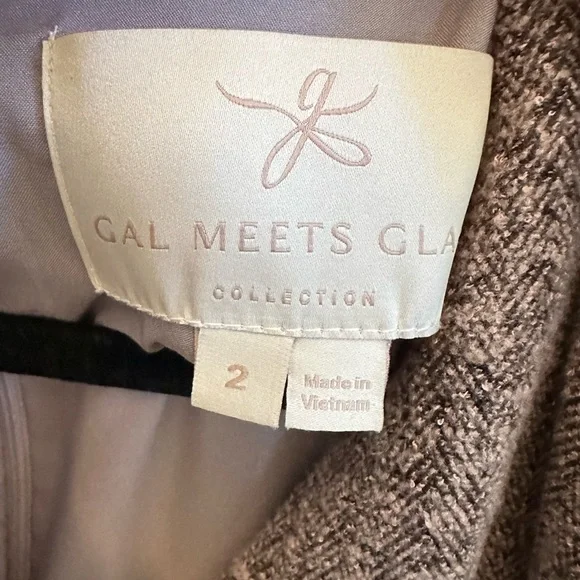 g
GAL MEETS GLA
COLLECTION
2
Made in
Vietnam